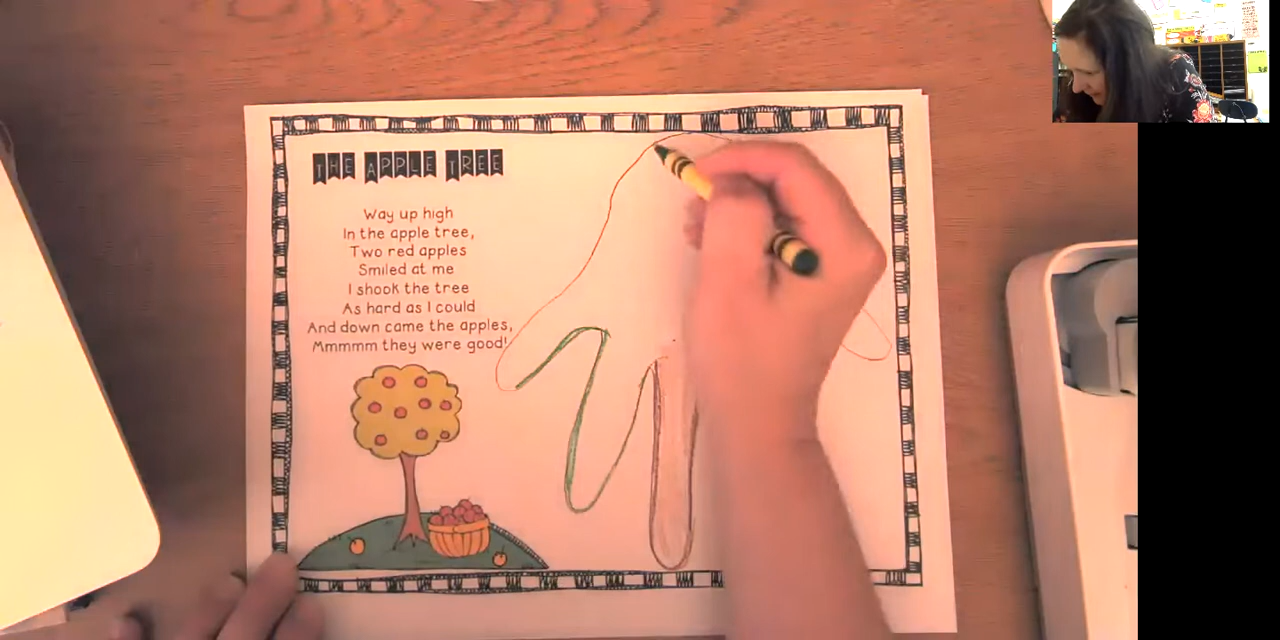 THE APPLE TREE
Way up high
In the apple tree,
Two red apples
Smiled at me
I shook the tree
As hard as I could
And down came the apples,
Mmmmm they were good!